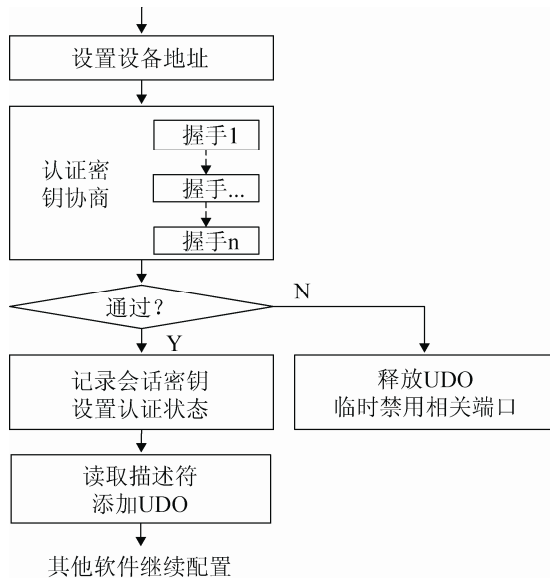 设置设备地址
认证密
钥协商
握手1
握手...
握手n
通过?
N
Y
记录会话密钥
设置认证状态
释放UDO
临时禁用相关端口
读取描述符
添加UDO
其他软件继续配置